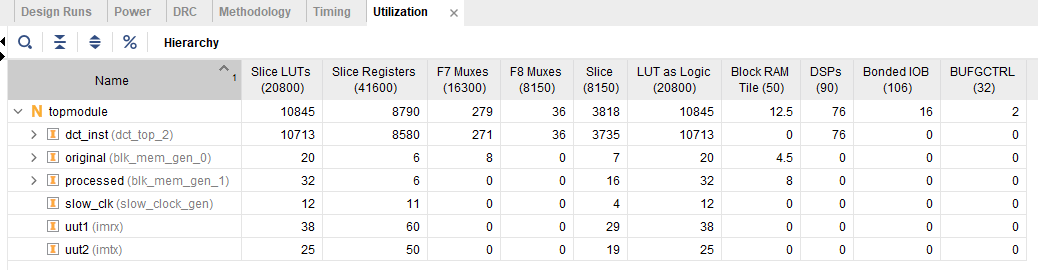 Design Runs Power DRC Methodology Timing Utilization
Hierarchy
Name 1 Slice LUTs (20800) Slice Registers (41600) F7 Muxes (16300) F8 Muxes (8150) Slice (8150) LUT as Logic (20800) Block RAM Tile (50) DSPs (90) Bonded IOB (106) BUFGCTRL (32)
N topmodule 10845 8790 279 36 3818 10845 12.5 76 16 2
I dct_inst (dct_top_2) 10713 8580 271 36 3735 10713 0 76 0 0
I original (blk_mem_gen_0) 20 6 8 0 7 20 4.5 0 0 0
I processed (blk_mem_gen_1) 32 6 0 0 16 32 8 0 0 0
I slow_clk (slow_clock_gen) 12 11 0 0 4 12 0 0 0 0
I uut1 (imrx) 38 60 0 0 29 38 0 0 0 0
I uut2 (imtx) 25 50 0 0 19 25 0 0 0 0